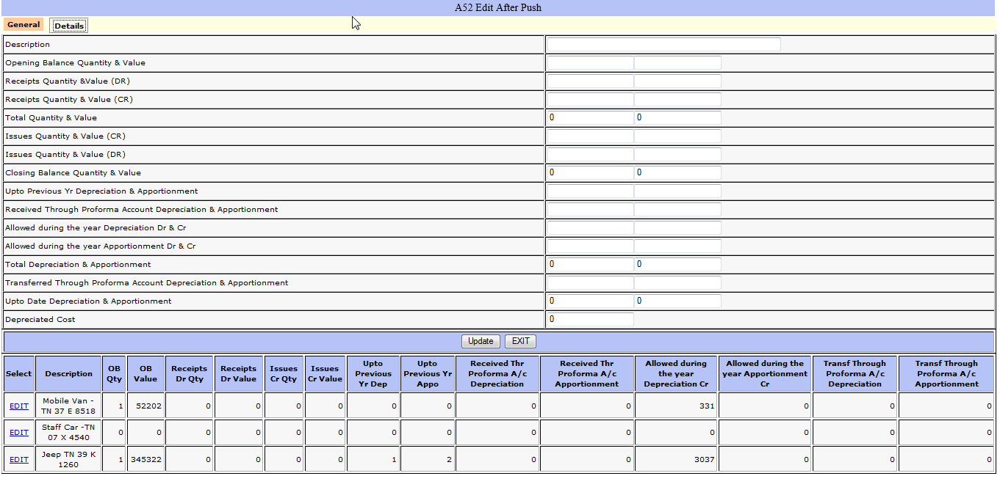 A52 Edit After Push
General Details
Description
Opening Balance Quantity & Value
Receipts Quantity &Value (DR)
Receipts Quantity & Value (CR)
Total Quantity & Value 0 0
Issues Quantity & Value (CR)
Issues Quantity & Value (DR)
Closing Balance Quantity & Value 0 0
Upto Previous Yr Depreciation & Apportionment
Received Through Proforma Account Depreciation & Apportionment
Allowed during the year Depreciation Dr & Cr
Allowed during the year Apportionment Dr & Cr
Total Depreciation & Apportionment 0 0
Transferred Through Proforma Account Depreciation & Apportionment
Upto Date Depreciation & Apportionment 0 0
Depreciated Cost 0
Update EXIT
Select Description OB Qty OB Value Receipts Dr Qty Receipts Dr Value Issues Cr Qty Issues Cr Value Upto Previous Yr Dep Upto Previous Yr Appo Received Thr Proforma A/c Depreciation Received Thr Proforma A/c Apportionment Allowed during the year Depreciation Cr Allowed during the year Apportionment Cr Transf Through Proforma A/c Depreciation Transf Through Proforma A/c Apportionment
EDIT Mobile Van - TN 37 E 8518 1 52202 0 0 0 0 0 0 0 0 331 0 0 0
EDIT Staff Car -TN 07 X 4540 0 0 0 0 0 0 0 0 0 0 0 0 0 0
EDIT Jeep TN 39 K 1260 1 345322 0 0 0 0 1 2 0 0 3037 0 0 0